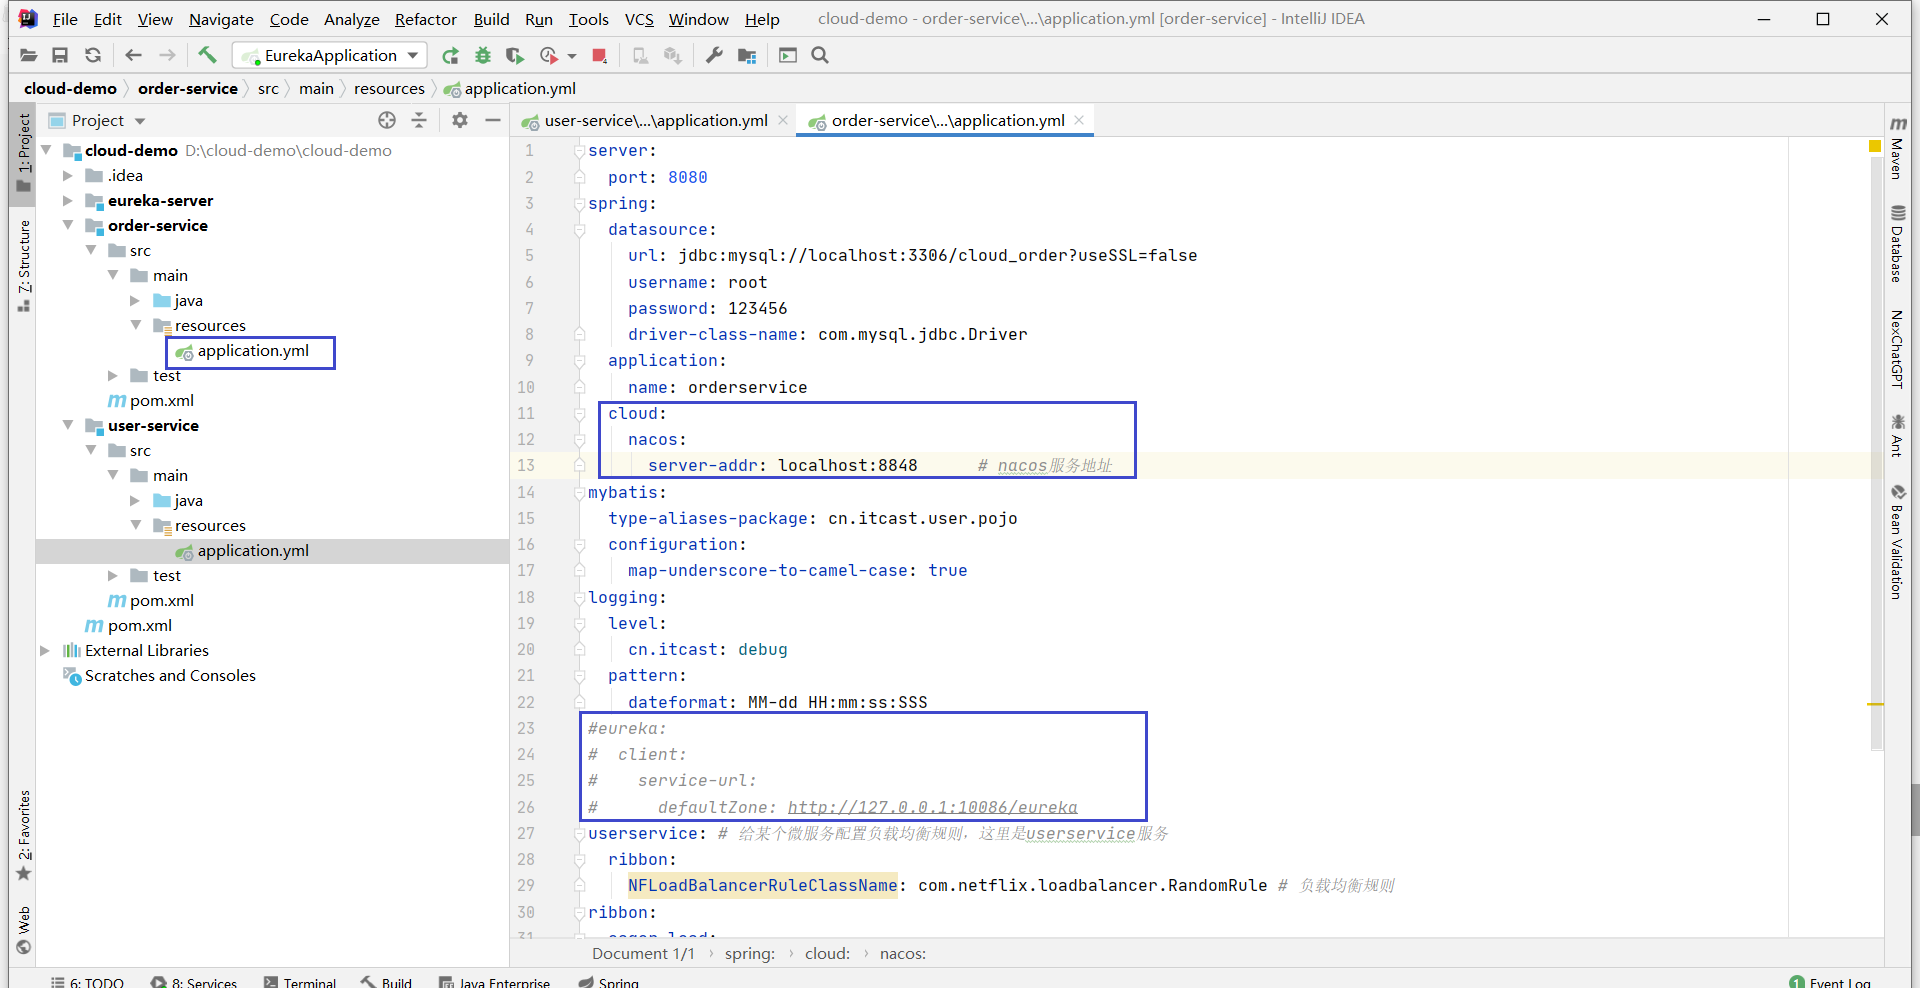 File Edit View Navigate Code Analyze Refactor Build Run Tools VCS Window Help cloud-demo - order-service\...\application.yml [order-service] - IntelliJ IDEA
EurekaApplication
cloud-demo order-service src main resources application.yml
1: Project
7: Structure
2: Favorites
Web
Project
cloud-demo D:\cloud-demo\cloud-demo
.idea
eureka-server
order-service
src
main
java
resources
application.yml
test
pom.xml
user-service
src
main
java
resources
application.yml
test
pom.xml
pom.xml
External Libraries
Scratches and Consoles
user-service\...\application.yml order-service\...\application.yml
1 server:
2 port: 8080
3 spring:
4 datasource:
5 url: jdbc:mysql://localhost:3306/cloud_order?useSSL=false
6 username: root
7 password: 123456
8 driver-class-name: com.mysql.jdbc.Driver
9 application:
10 name: orderservice
11 cloud:
12 nacos:
13 server-addr: localhost:8848 # nacos服务地址
14 mybatis:
15 type-aliases-package: cn.itcast.user.pojo
16 configuration:
17 map-underscore-to-camel-case: true
18 logging:
19 level:
20 cn.itcast: debug
21 pattern:
22 dateformat: MM-dd HH:mm:ss:SSS
23 #eureka:
24 # client:
25 # service-url:
26 # defaultZone: http://127.0.0.1:10086/eureka
27 userservice: # 给某个微服务配置负载均衡规则，这里是userservice服务
28 ribbon:
29 NFLoadBalancerRuleClassName: com.netflix.loadbalancer.RandomRule # 负载均衡规则
30 ribbon:
31 eager-load:
Document 1/1 › spring: › cloud: › nacos:
m Maven
Database
NexChatGPT
Ant
Bean Validation
6: TODO 8: Services Terminal Build Java Enterprise Spring 1 Event Log